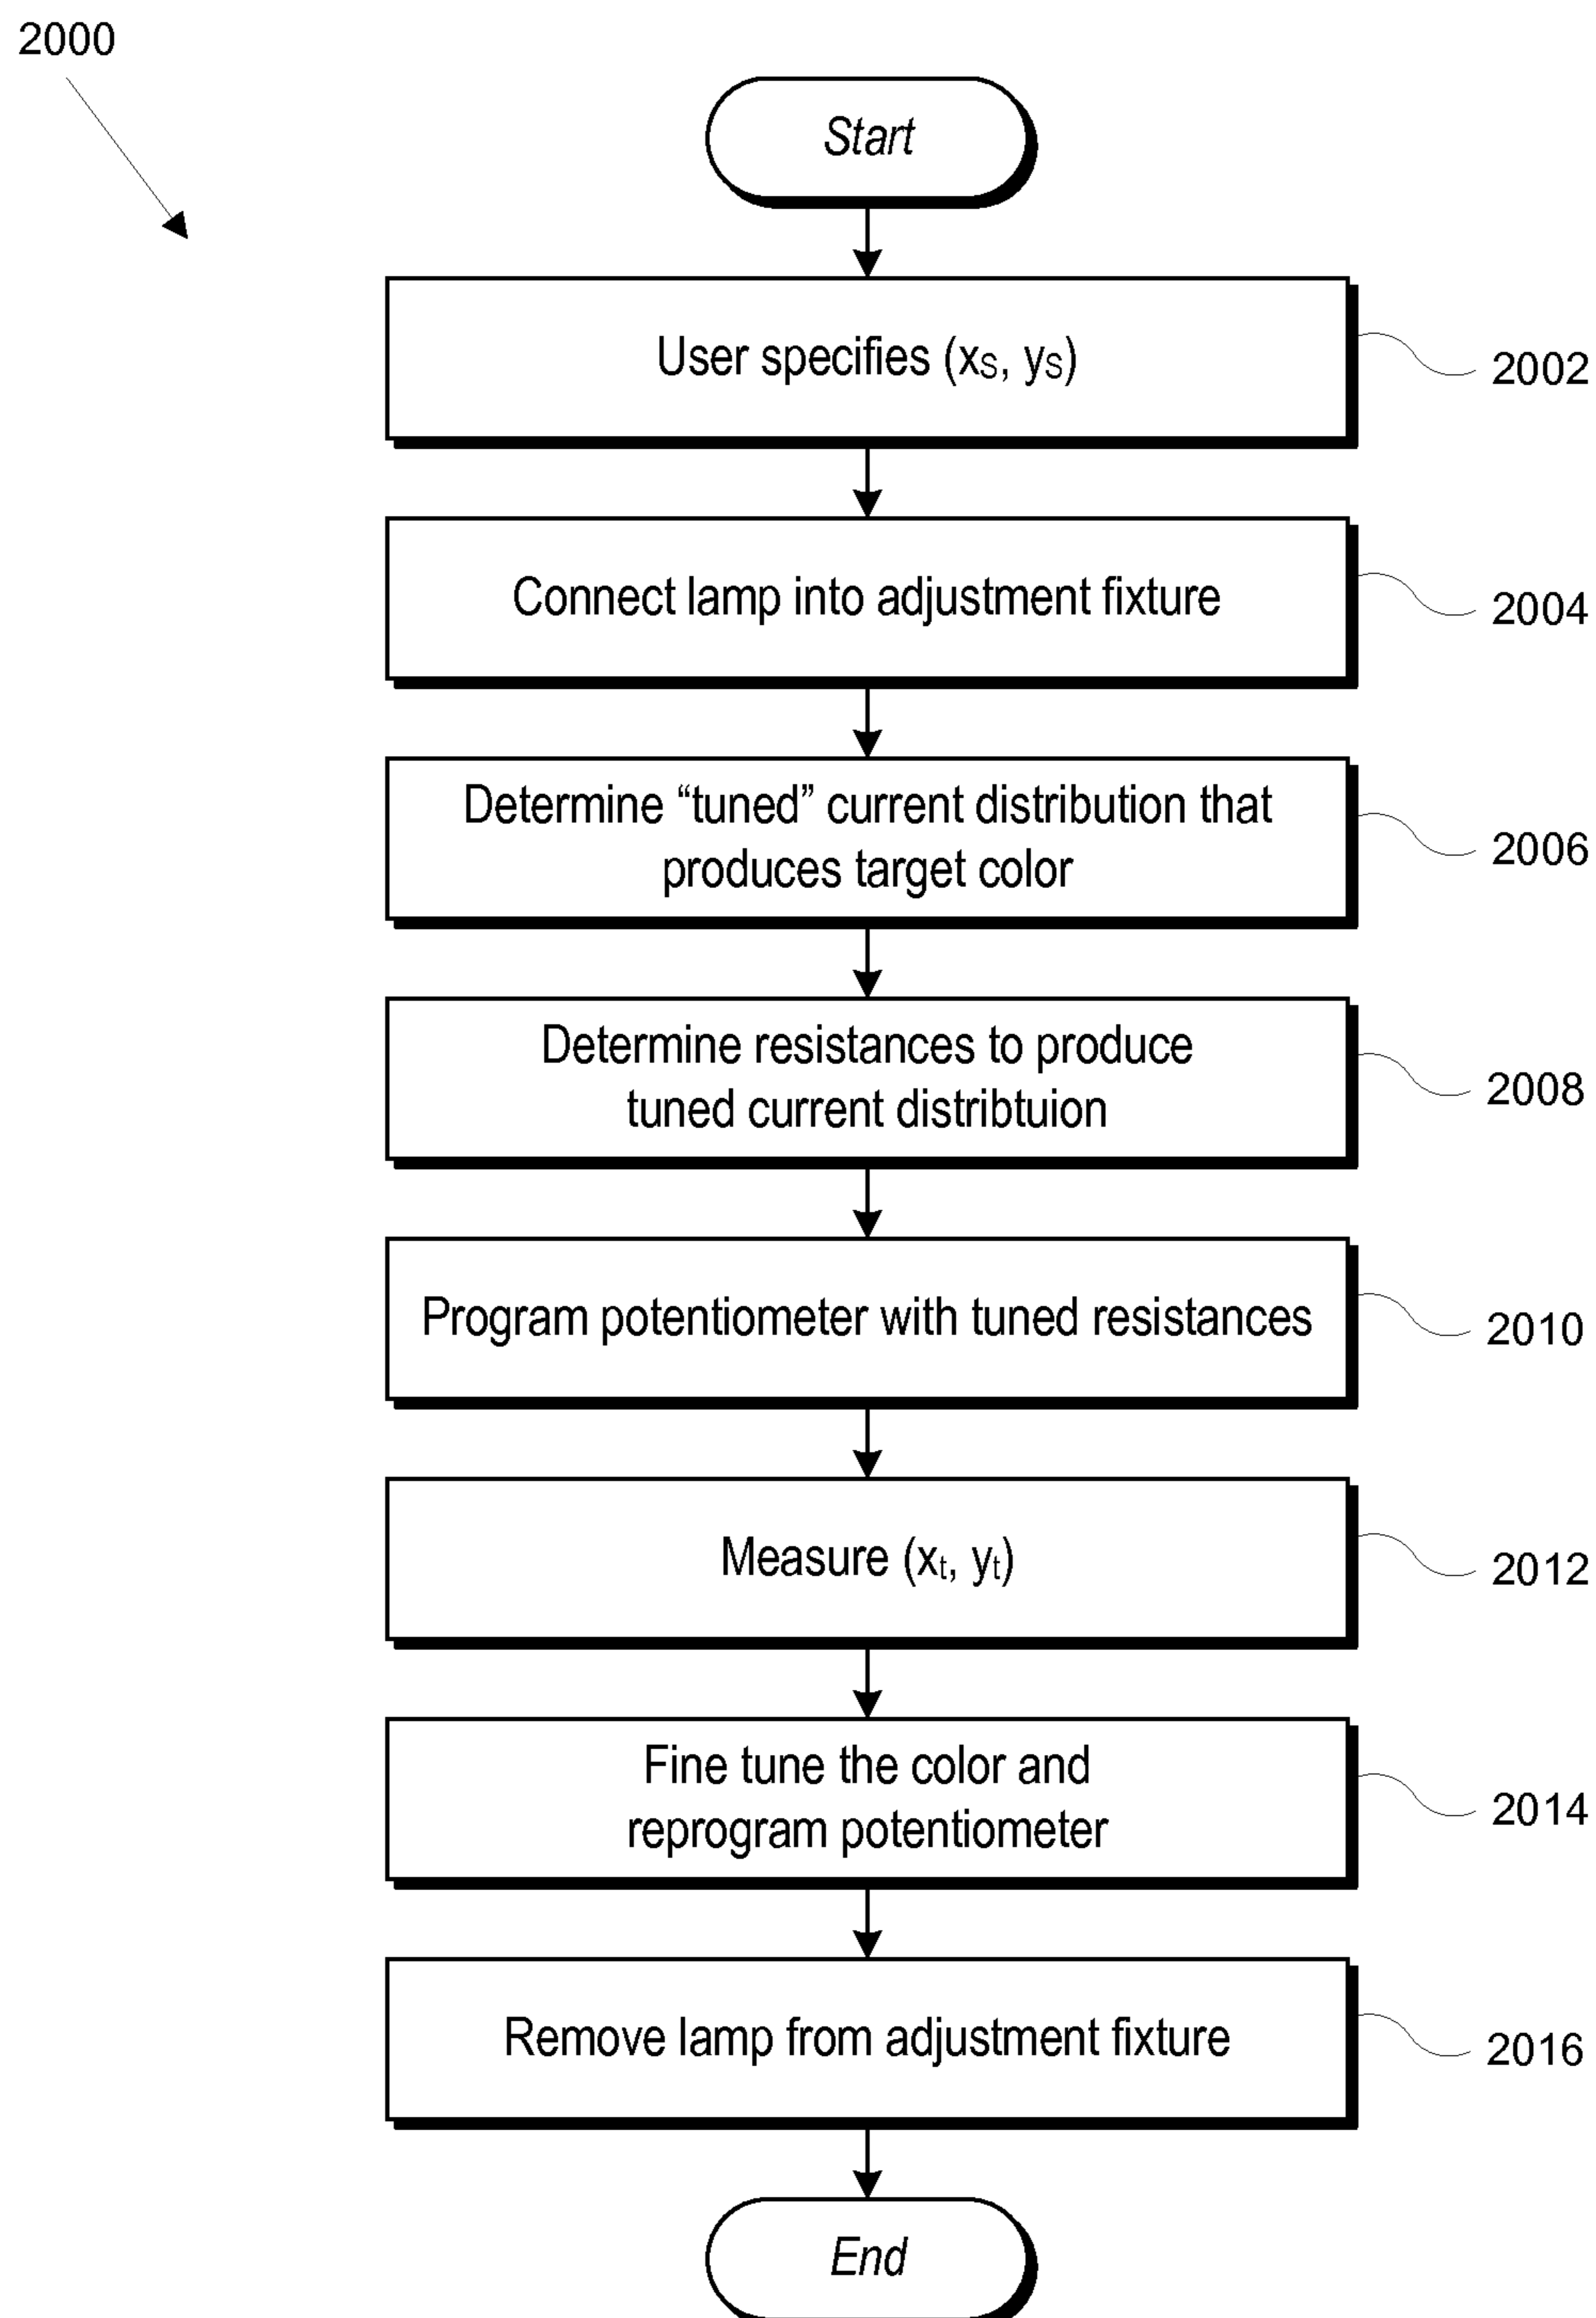 2000
Start
User specifies (xS, yS)
2002
Connect lamp into adjustment fixture
2004
Determine “tuned” current distribution that
produces target color
2006
Determine resistances to produce
tuned current distribtuion
2008
Program potentiometer with tuned resistances
2010
Measure (xt, yt)
2012
Fine tune the color and
reprogram potentiometer
2014
Remove lamp from adjustment fixture
2016
End